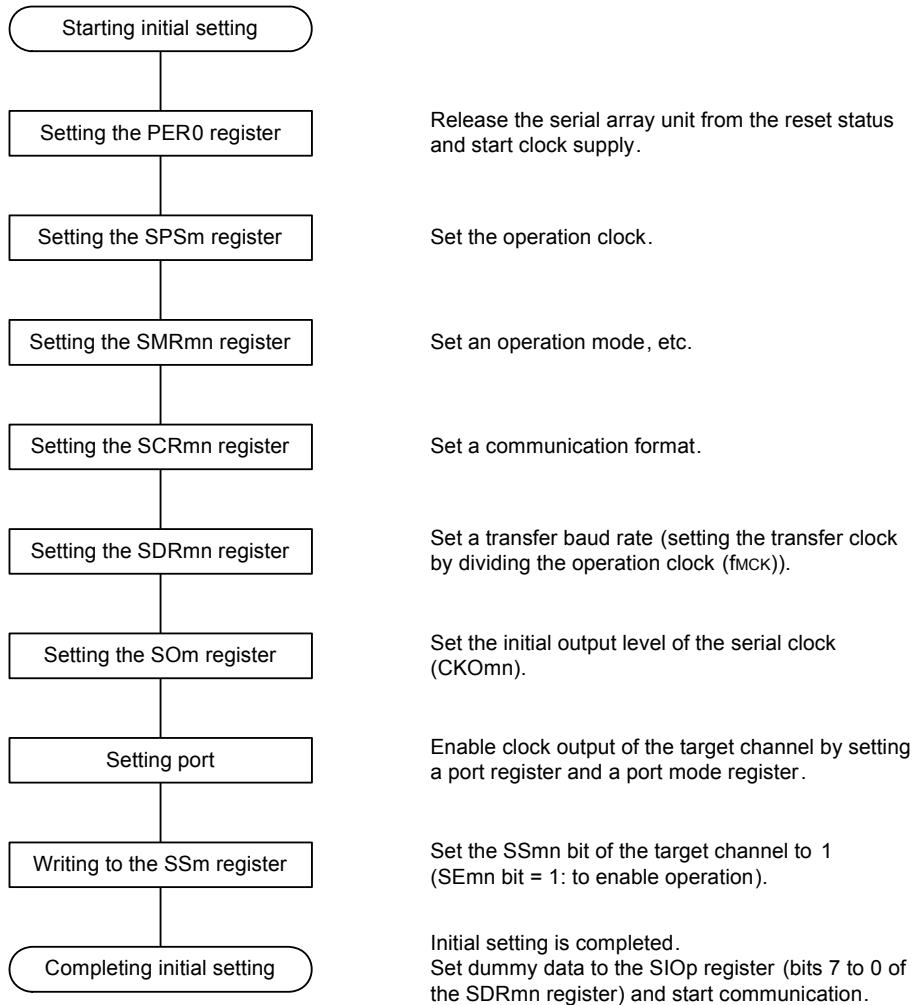 Starting initial setting
Setting the PER0 register
Release the serial array unit from the reset status
and start clock supply.
Setting the SPSm register
Set the operation clock.
Setting the SMRmn register
Set an operation mode, etc.
Setting the SCRmn register
Set a communication format.
Setting the SDRmn register
Set a transfer baud rate (setting the transfer clock
by dividing the operation clock (fMCK)).
Setting the SOm register
Set the initial output level of the serial clock
(CKOmn).
Setting port
Enable clock output of the target channel by setting
a port register and a port mode register.
Writing to the SSm register
Set the SSmn bit of the target channel to 1
(SEmn bit = 1: to enable operation).
Completing initial setting
Initial setting is completed.
Set dummy data to the SIOp register (bits 7 to 0 of
the SDRmn register) and start communication.